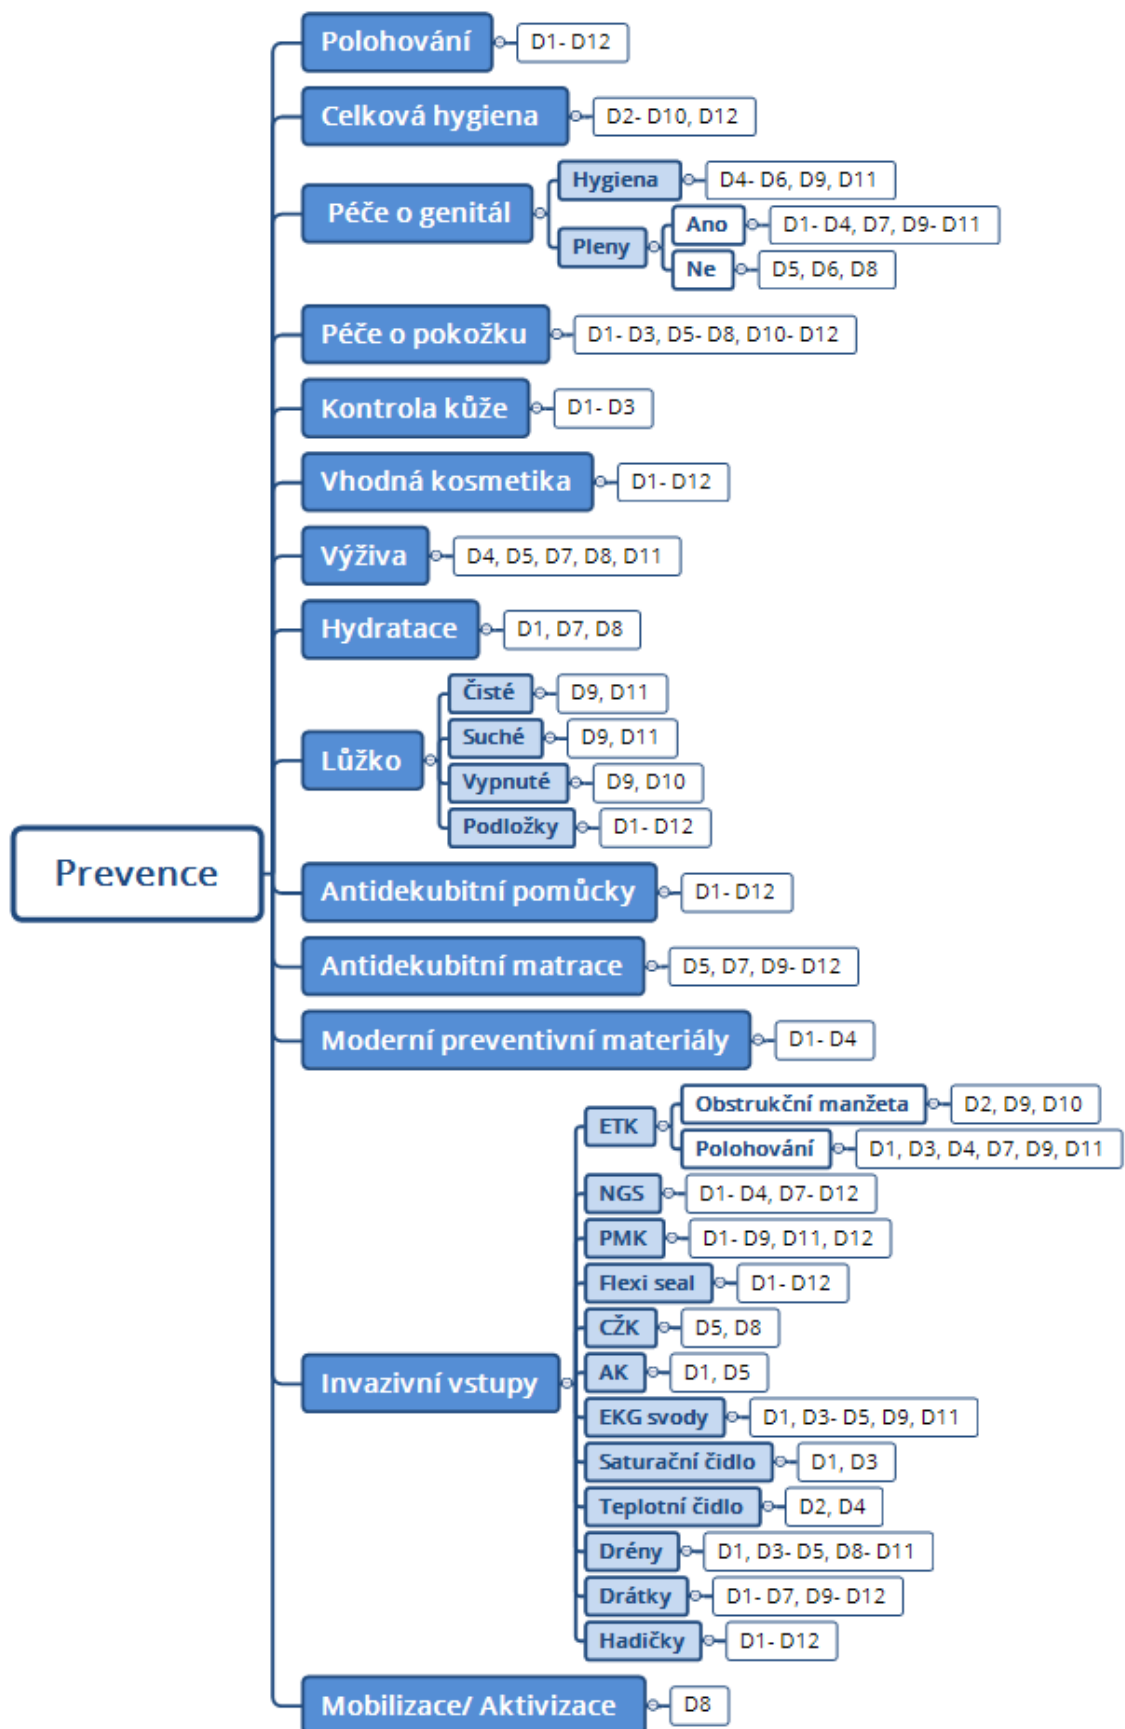 Polohování
D1- D12
Celková hygiena
D2- D10, D12
Péče o genitál
Hygiena
D4- D6, D9, D11
Pleny
Ano
D1- D4, D7, D9- D11
Ne
D5, D6, D8
Péče o pokožku
D1- D3, D5- D8, D10- D12
Kontrola kůže
D1- D3
Vhodná kosmetika
D1- D12
Výživa
D4, D5, D7, D8, D11
Hydratace
D1, D7, D8
Lůžko
Čisté
D9, D11
Suché
D9, D11
Vypnuté
D9, D10
Podložky
D1- D12
Prevence
Antidekubitní pomůcky
D1- D12
Antidekubitní matrace
D5, D7, D9- D12
Moderní preventivní materiály
D1- D4
Invazivní vstupy
ETK
Obstrukční manžeta
D2, D9, D10
Polohování
D1, D3, D4, D7, D9, D11
NGS
D1- D4, D7- D12
PMK
D1- D9, D11, D12
Flexi seal
D1- D12
CŽK
D5, D8
AK
D1, D5
EKG svody
D1, D3- D5, D9, D11
Saturační čidlo
D1, D3
Teplotní čidlo
D2, D4
Drény
D1, D3- D5, D8- D11
Drátky
D1- D7, D9- D12
Hadičky
D1- D12
Mobilizace/ Aktivizace
D8